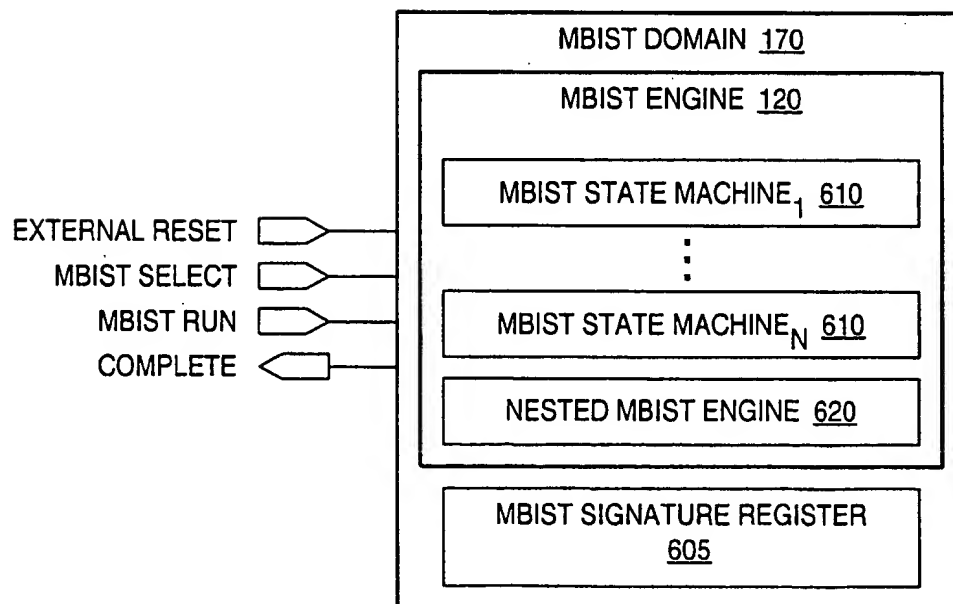 MBIST DOMAIN 170
MBIST ENGINE 120
MBIST STATE MACHINE1 610
EXTERNAL RESET
MBIST SELECT
MBIST RUN
COMPLETE
MBIST STATE MACHINEN 610
NESTED MBIST ENGINE 620
MBIST SIGNATURE REGISTER
605